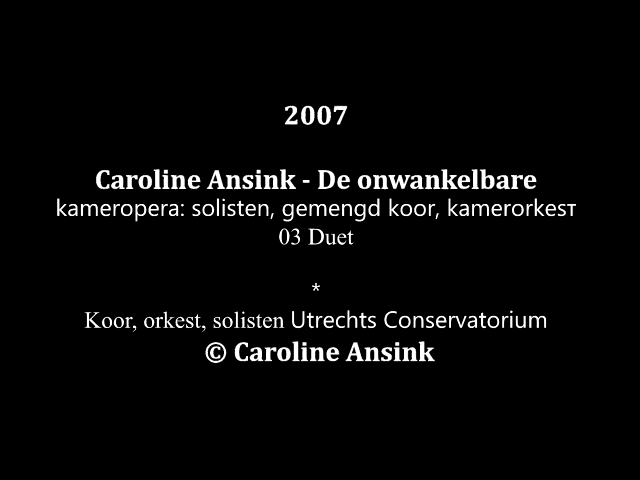 2007
Caroline Ansink - De onwankelbare
kameropera: solisten, gemengd koor, kamerorkest
03 Duet
*
Koor, orkest, solisten Utrechts Conservatorium
© Caroline Ansink